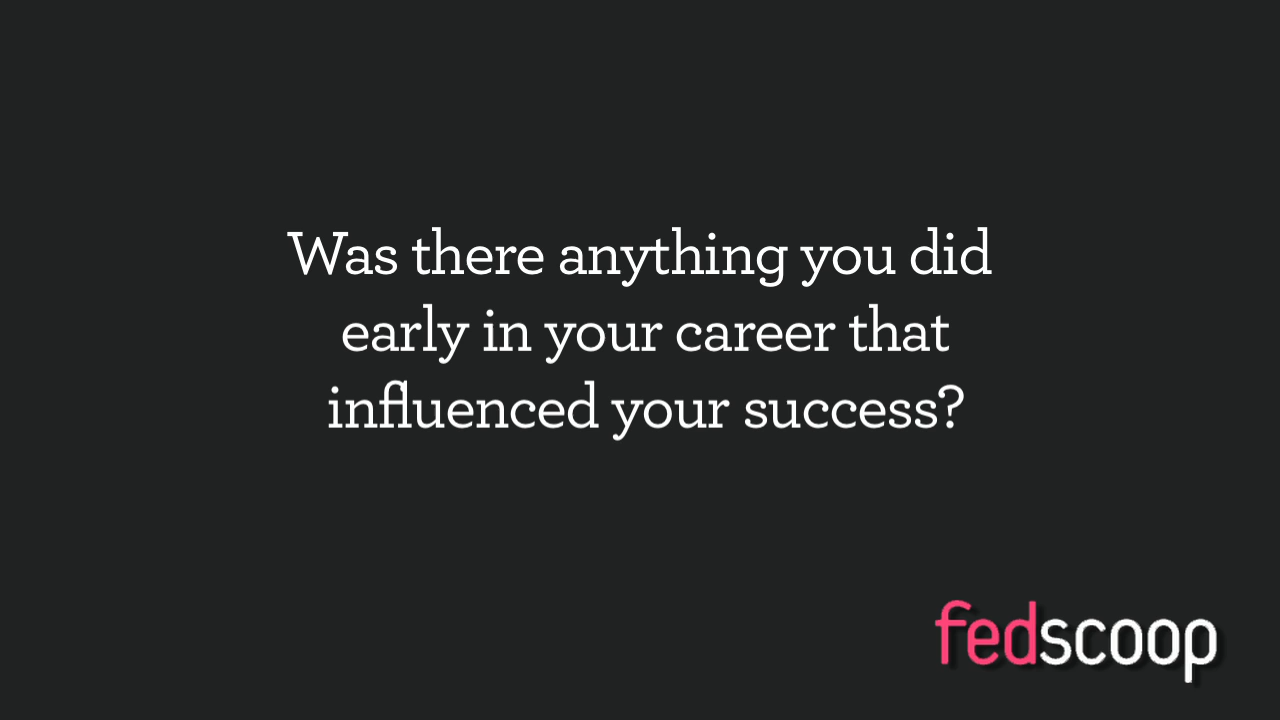 Was there anything you did
early in your career that
influenced your success?
fedscoop